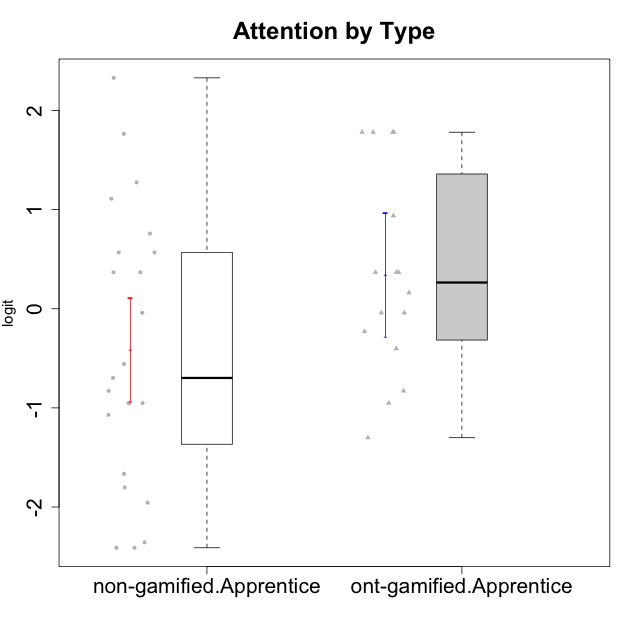 Attention by Type
2
1
0
-1
-2
logit
non-gamified.Apprentice
ont-gamified.Apprentice